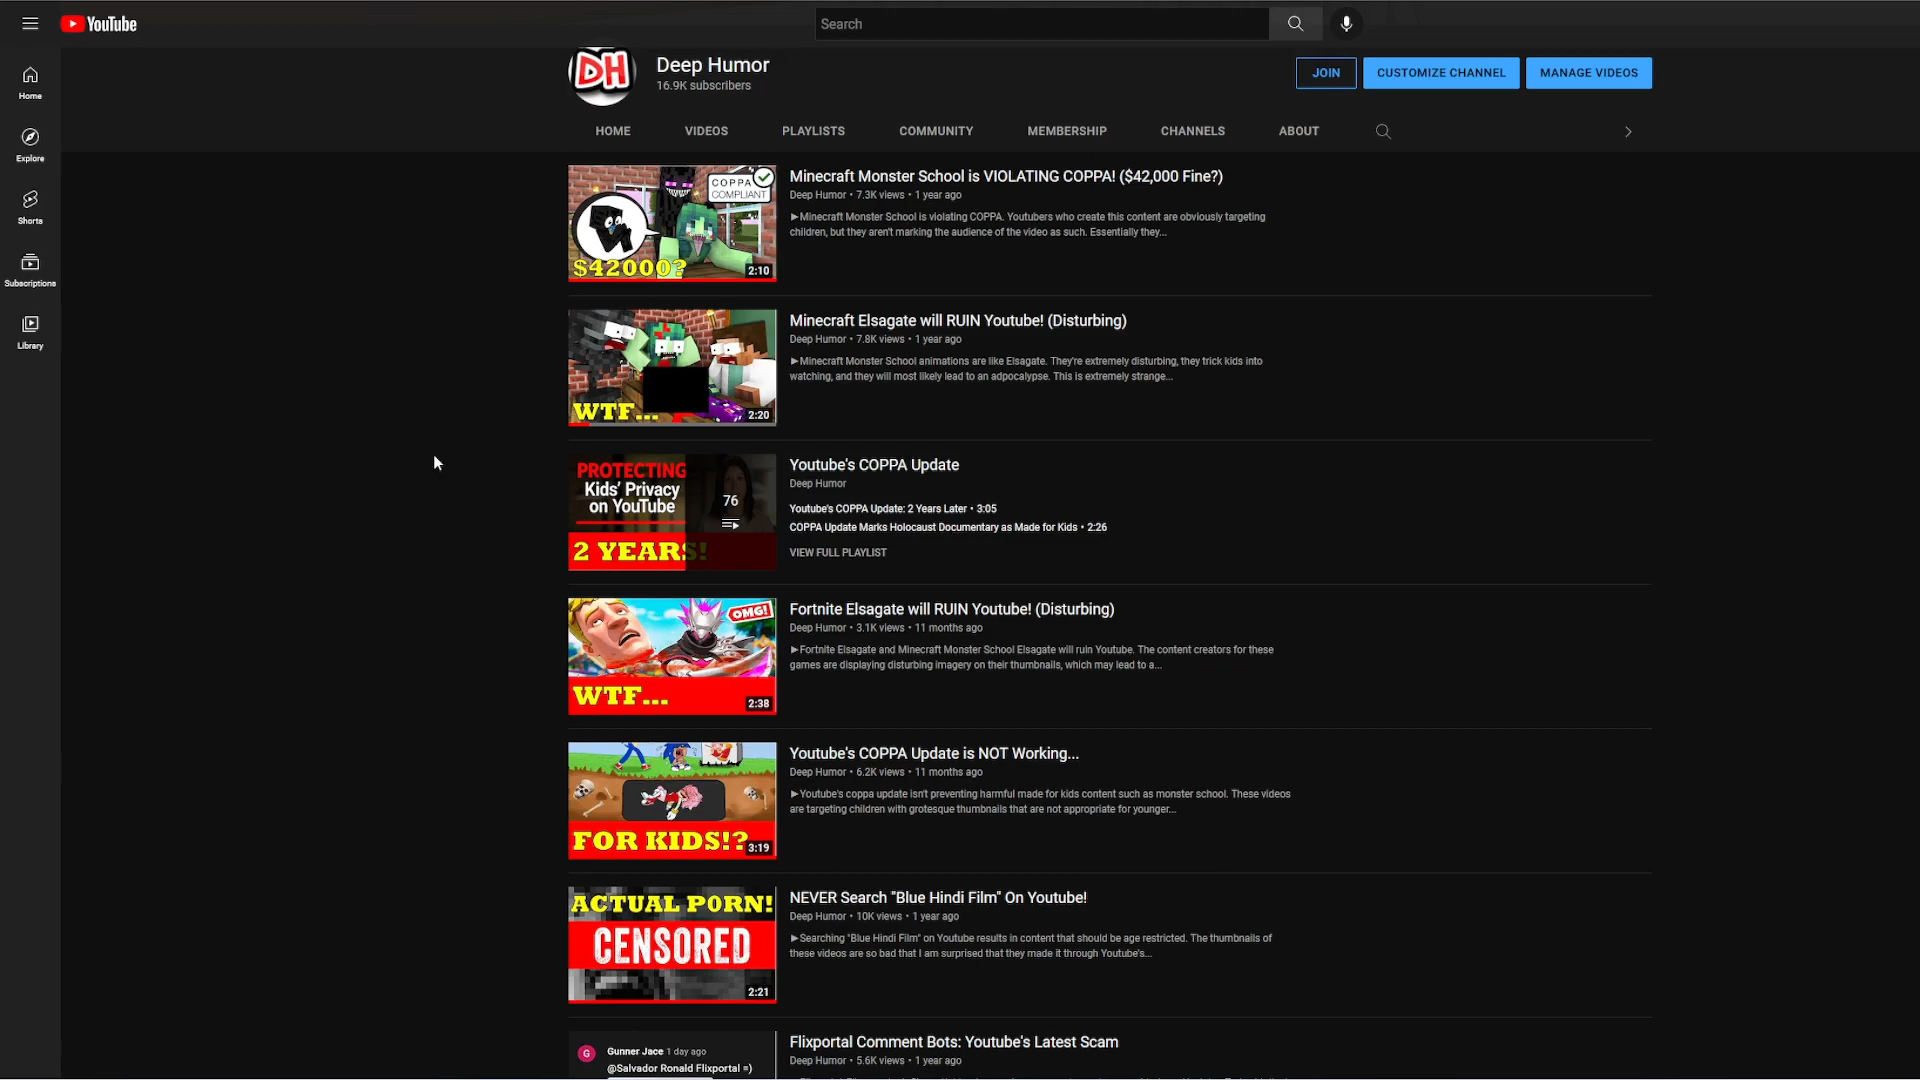 YouTube
Search
Home
Explore
Shorts
Subscriptions
Library
DH
Deep Humor
16.9K subscribers
JOIN
CUSTOMIZE CHANNEL
MANAGE VIDEOS
HOME
VIDEOS
PLAYLISTS
COMMUNITY
MEMBERSHIP
CHANNELS
ABOUT
COPPA
COMPLIANT
$42000?
2:10
Minecraft Monster School is VIOLATING COPPA! ($42,000 Fine?)
Deep Humor • 7.3K views • 1 year ago
►Minecraft Monster School is violating COPPA. Youtubers who create this content are obviously targeting
children, but they aren't marking the audience of the video as such. Essentially they...
WTF...
2:20
Minecraft Elsagate will RUIN Youtube! (Disturbing)
Deep Humor • 7.8K views • 1 year ago
►Minecraft Monster School animations are like Elsagate. They're extremely disturbing, they trick kids into
watching, and they will most likely lead to an adpocalypse. This is extremely strange...
PROTECTING
Kids' Privacy
on YouTube
2 YEARS!
76
Youtube's COPPA Update
Deep Humor
Youtube's COPPA Update: 2 Years Later • 3:05
COPPA Update Marks Holocaust Documentary as Made for Kids • 2:26
VIEW FULL PLAYLIST
OMG!
WTF...
2:38
Fortnite Elsagate will RUIN Youtube! (Disturbing)
Deep Humor • 3.1K views • 11 months ago
►Fortnite Elsagate and Minecraft Monster School Elsagate will ruin Youtube. The content creators for these
games are displaying disturbing imagery on their thumbnails, which may lead to a...
FOR KIDS!?
3:19
Youtube's COPPA Update is NOT Working...
Deep Humor • 6.2K views • 11 months ago
►Youtube's coppa update isn't preventing harmful made for kids content such as monster school. These videos
are targeting children with grotesque thumbnails that are not appropriate for younger...
ACTUAL P0RN!
CENSORED
2:21
NEVER Search "Blue Hindi Film" On Youtube!
Deep Humor • 10K views • 1 year ago
►Searching "Blue Hindi Film" on Youtube results in content that should be age restricted. The thumbnails of
these videos are so bad that I am surprised that they made it through Youtube's...
G
Gunner Jace 1 day ago
@Salvador Ronald Flixportal =)
Flixportal Comment Bots: Youtube's Latest Scam
Deep Humor • 5.6K views • 1 year ago